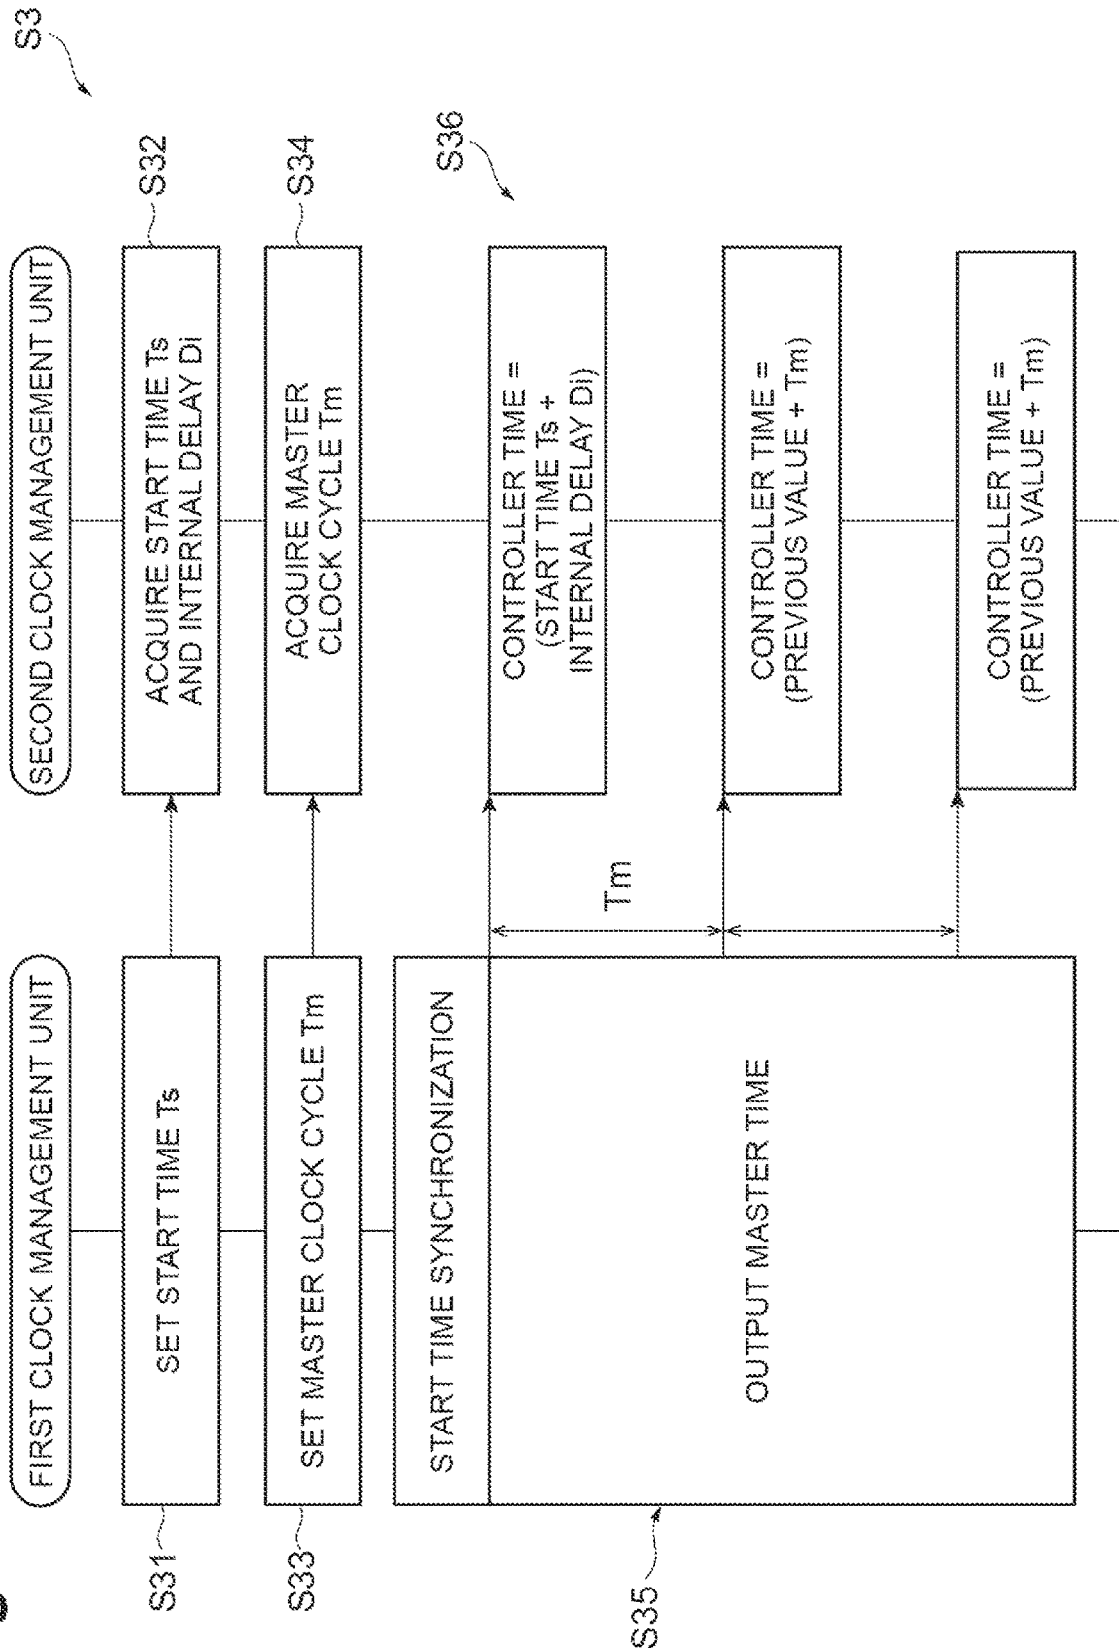 S3
FIRST CLOCK MANAGEMENT UNIT
SECOND CLOCK MANAGEMENT UNIT
S31
SET START TIME Ts
ACQUIRE START TIME Ts
AND INTERNAL DELAY Di
S32
S33
SET MASTER CLOCK CYCLE Tm
ACQUIRE MASTER
CLOCK CYCLE Tm
S34
START TIME SYNCHRONIZATION
S36
S35
OUTPUT MASTER TIME
Tm
CONTROLLER TIME =
(START TIME Ts +
INTERNAL DELAY Di)
CONTROLLER TIME =
(PREVIOUS VALUE + Tm)
CONTROLLER TIME =
(PREVIOUS VALUE + Tm)